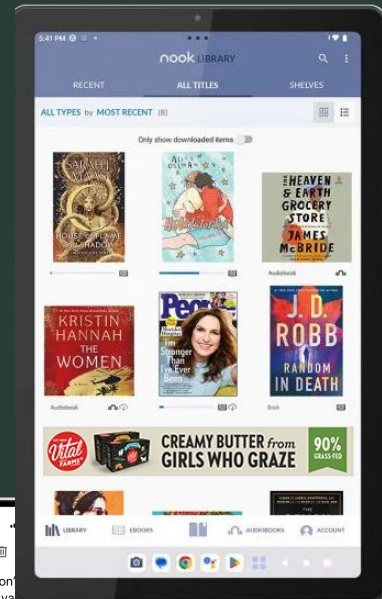 5:41 PM
nook LIBRARY
RECENT
ALL TITLES
SHELVES
ALL TYPES by MOST RECENT (8)
Only show downloaded items
SARAH J.
MAAS
HOUSE OF FLAME
AND SHADOW
ALICE
OSEMAN
HEARTSTOPPER
HEAVEN
& EARTH
GROCERY
STORE
JAMES
McBRIDE
Audiobook
KRISTIN
HANNAH
THE
WOMEN
Audiobook
People
I'm
Stronger
Than
I've Ever
Been
J. D.
ROBB
RANDOM
IN DEATH
Book
Vital
FARMS
CREAMY BUTTER from
GIRLS WHO GRAZE
90%
GRASS-FED
THE
LIBRARY
EBOOKS
AUDIOBOOKS
ACCOUNT